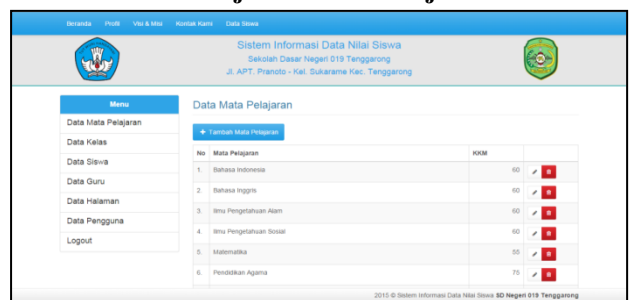 Beranda Profil Visi & Misi Kontak Kami Data Siswa
Sistem Informasi Data Nilai Siswa
Sekolah Dasar Negeri 019 Tenggarong
Jl. APT. Pranoto - Kel. Sukarame Kec. Tenggarong
Menu
Data Mata Pelajaran
Data Kelas
Data Siswa
Data Guru
Data Halaman
Data Pengguna
Logout
Data Mata Pelajaran
+ Tambah Mata Pelajaran
No Mata Pelajaran KKM
1. Bahasa Indonesia 60
2. Bahasa Inggris 60
3. Ilmu Pengetahuan Alam 60
4. Ilmu Pengetahuan Sosial 60
5. Matematika 55
6. Pendidikan Agama 75
2015 © Sistem Informasi Data Nilai Siswa SD Negeri 019 Tenggarong